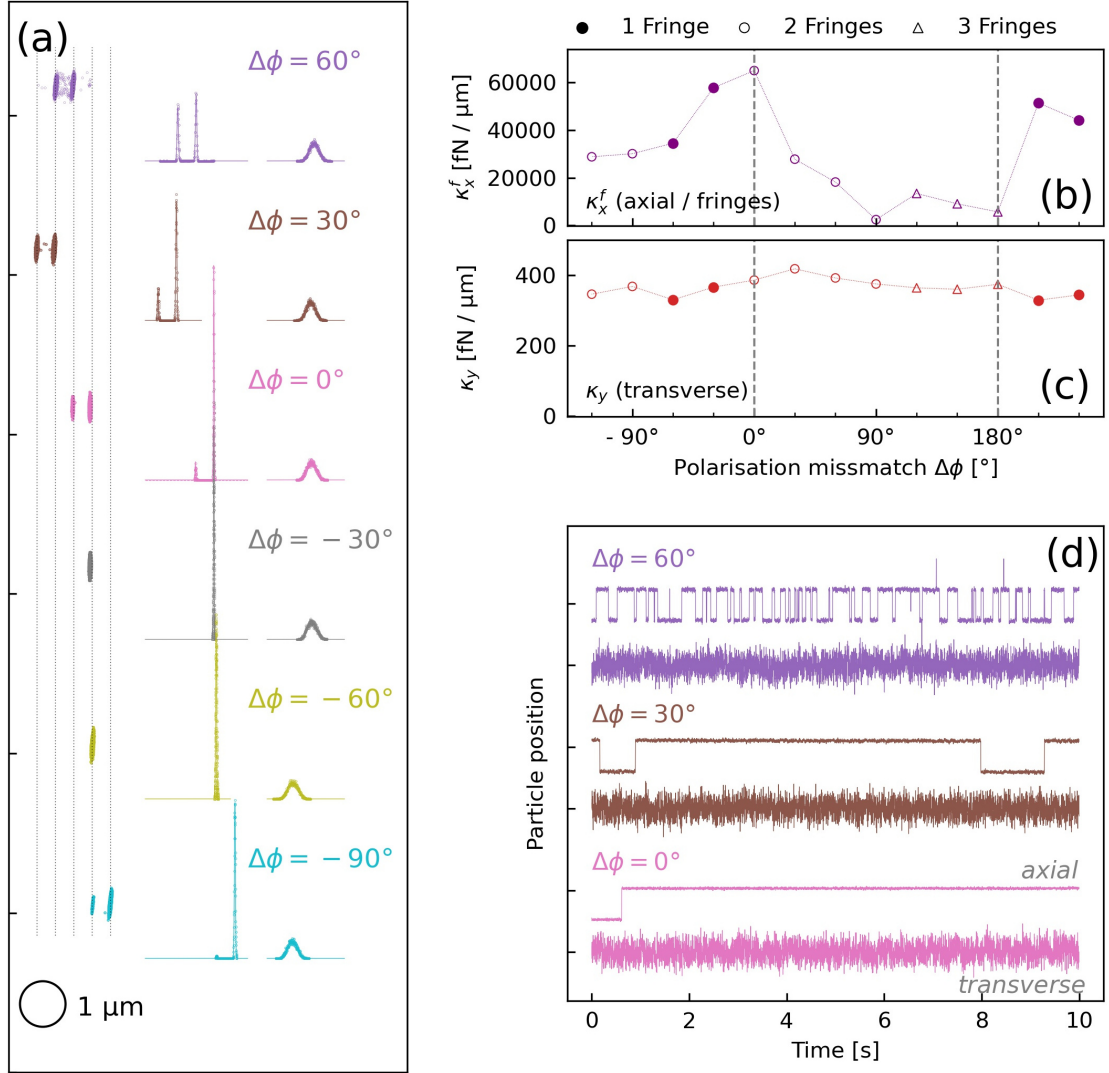 (a)
Δϕ = 60°
Δϕ = 30°
Δϕ = 0°
Δϕ = − 30°
Δϕ = − 60°
Δϕ = − 90°
1 μm
1 Fringe 2 Fringes 3 Fringes
κ_x^f [fN / μm]
60000
40000
20000
0
κ_x^f (axial / fringes)
(b)
κ_y [fN / μm]
400
200
0
κ_y (transverse)
(c)
- 90° 0° 90° 180°
Polarisation missmatch Δϕ [°]
(d)
Particle position
Δϕ = 60°
Δϕ = 30°
Δϕ = 0°
axial
transverse
0 2 4 6 8 10
Time [s]